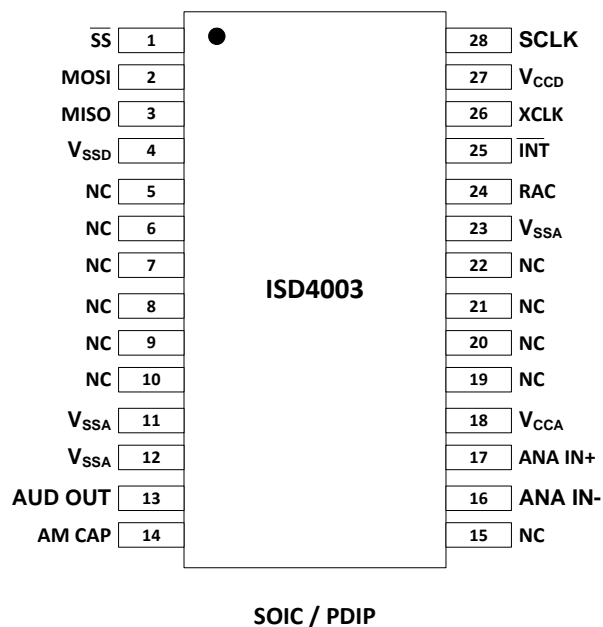 SS 1 28 SCLK
MOSI 2 27 VCCD
MISO 3 26 XCLK
VSSD 4 25 INT
NC 5 24 RAC
NC 6 23 VSSA
NC 7 22 NC
ISD4003
NC 8 21 NC
NC 9 20 NC
NC 10 19 NC
VSSA 11 18 VCCA
VSSA 12 17 ANA IN+
AUD OUT 13 16 ANA IN-
AM CAP 14 15 NC
SOIC / PDIP